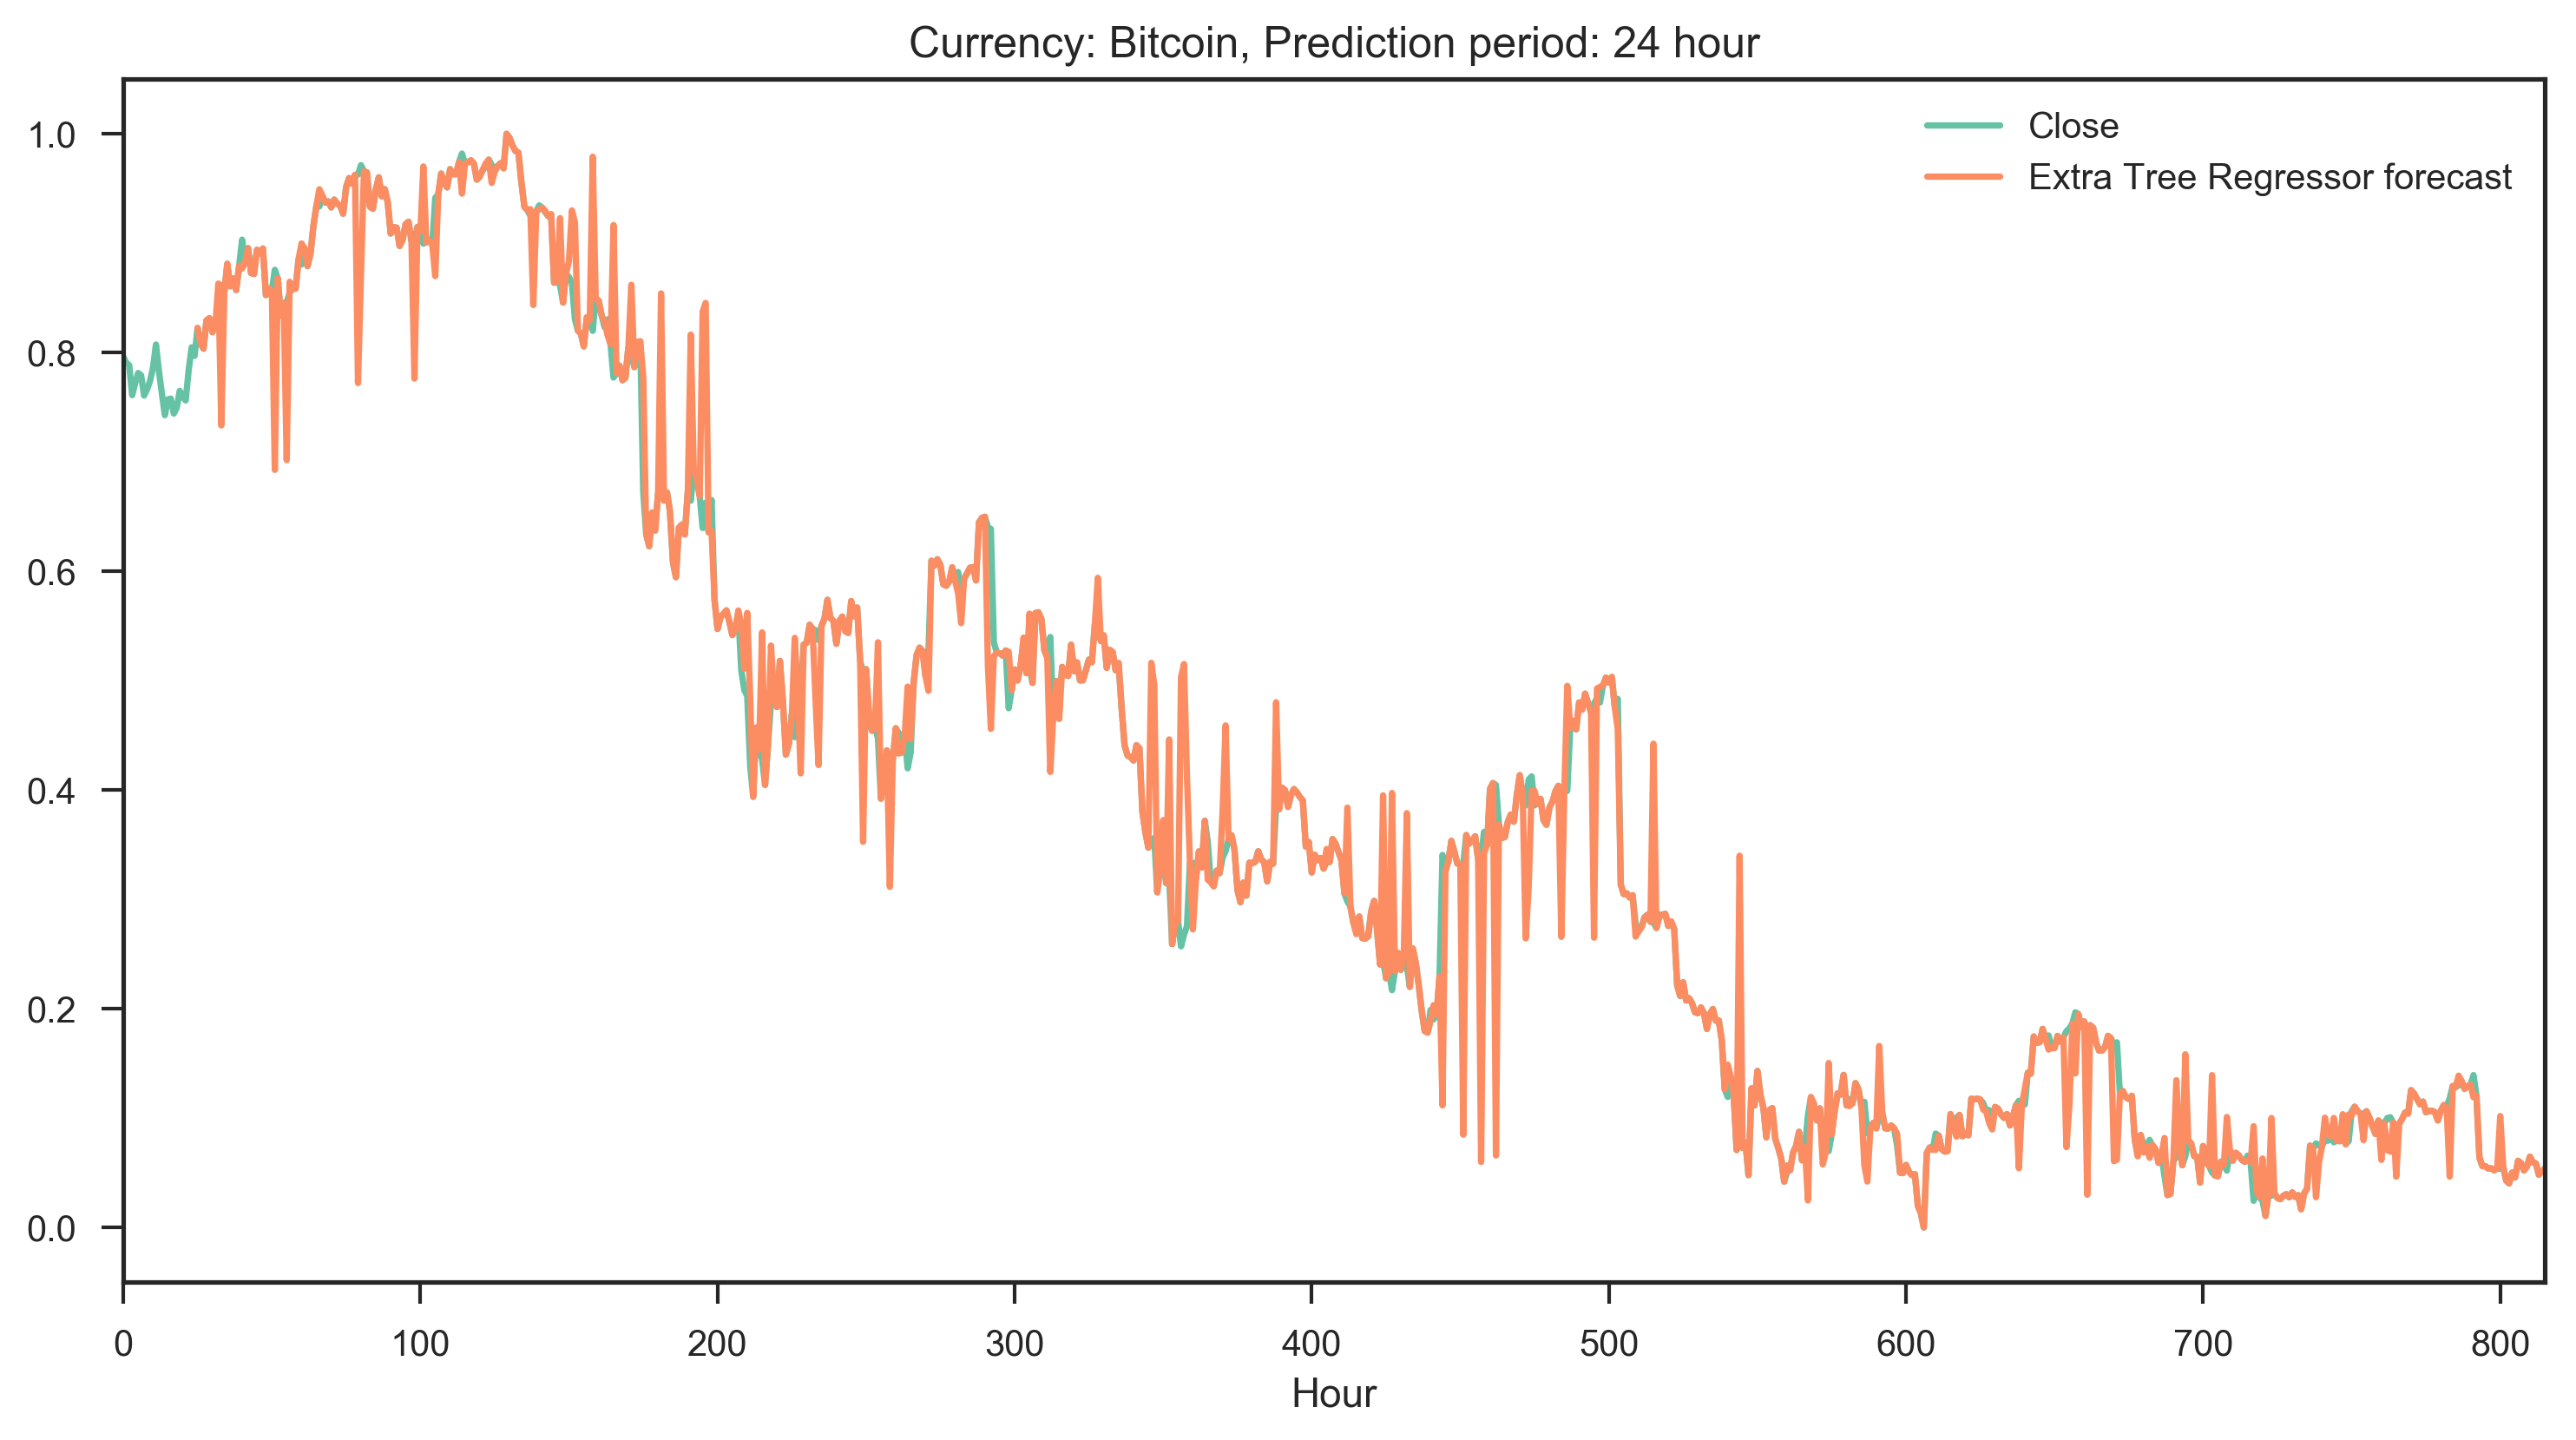 Currency: Bitcoin, Prediction period: 24 hour
Close
Extra Tree Regressor forecast
1.0
0.8
0.6
0.4
0.2
0.0
0 100 200 300 400 500 600 700 800
Hour